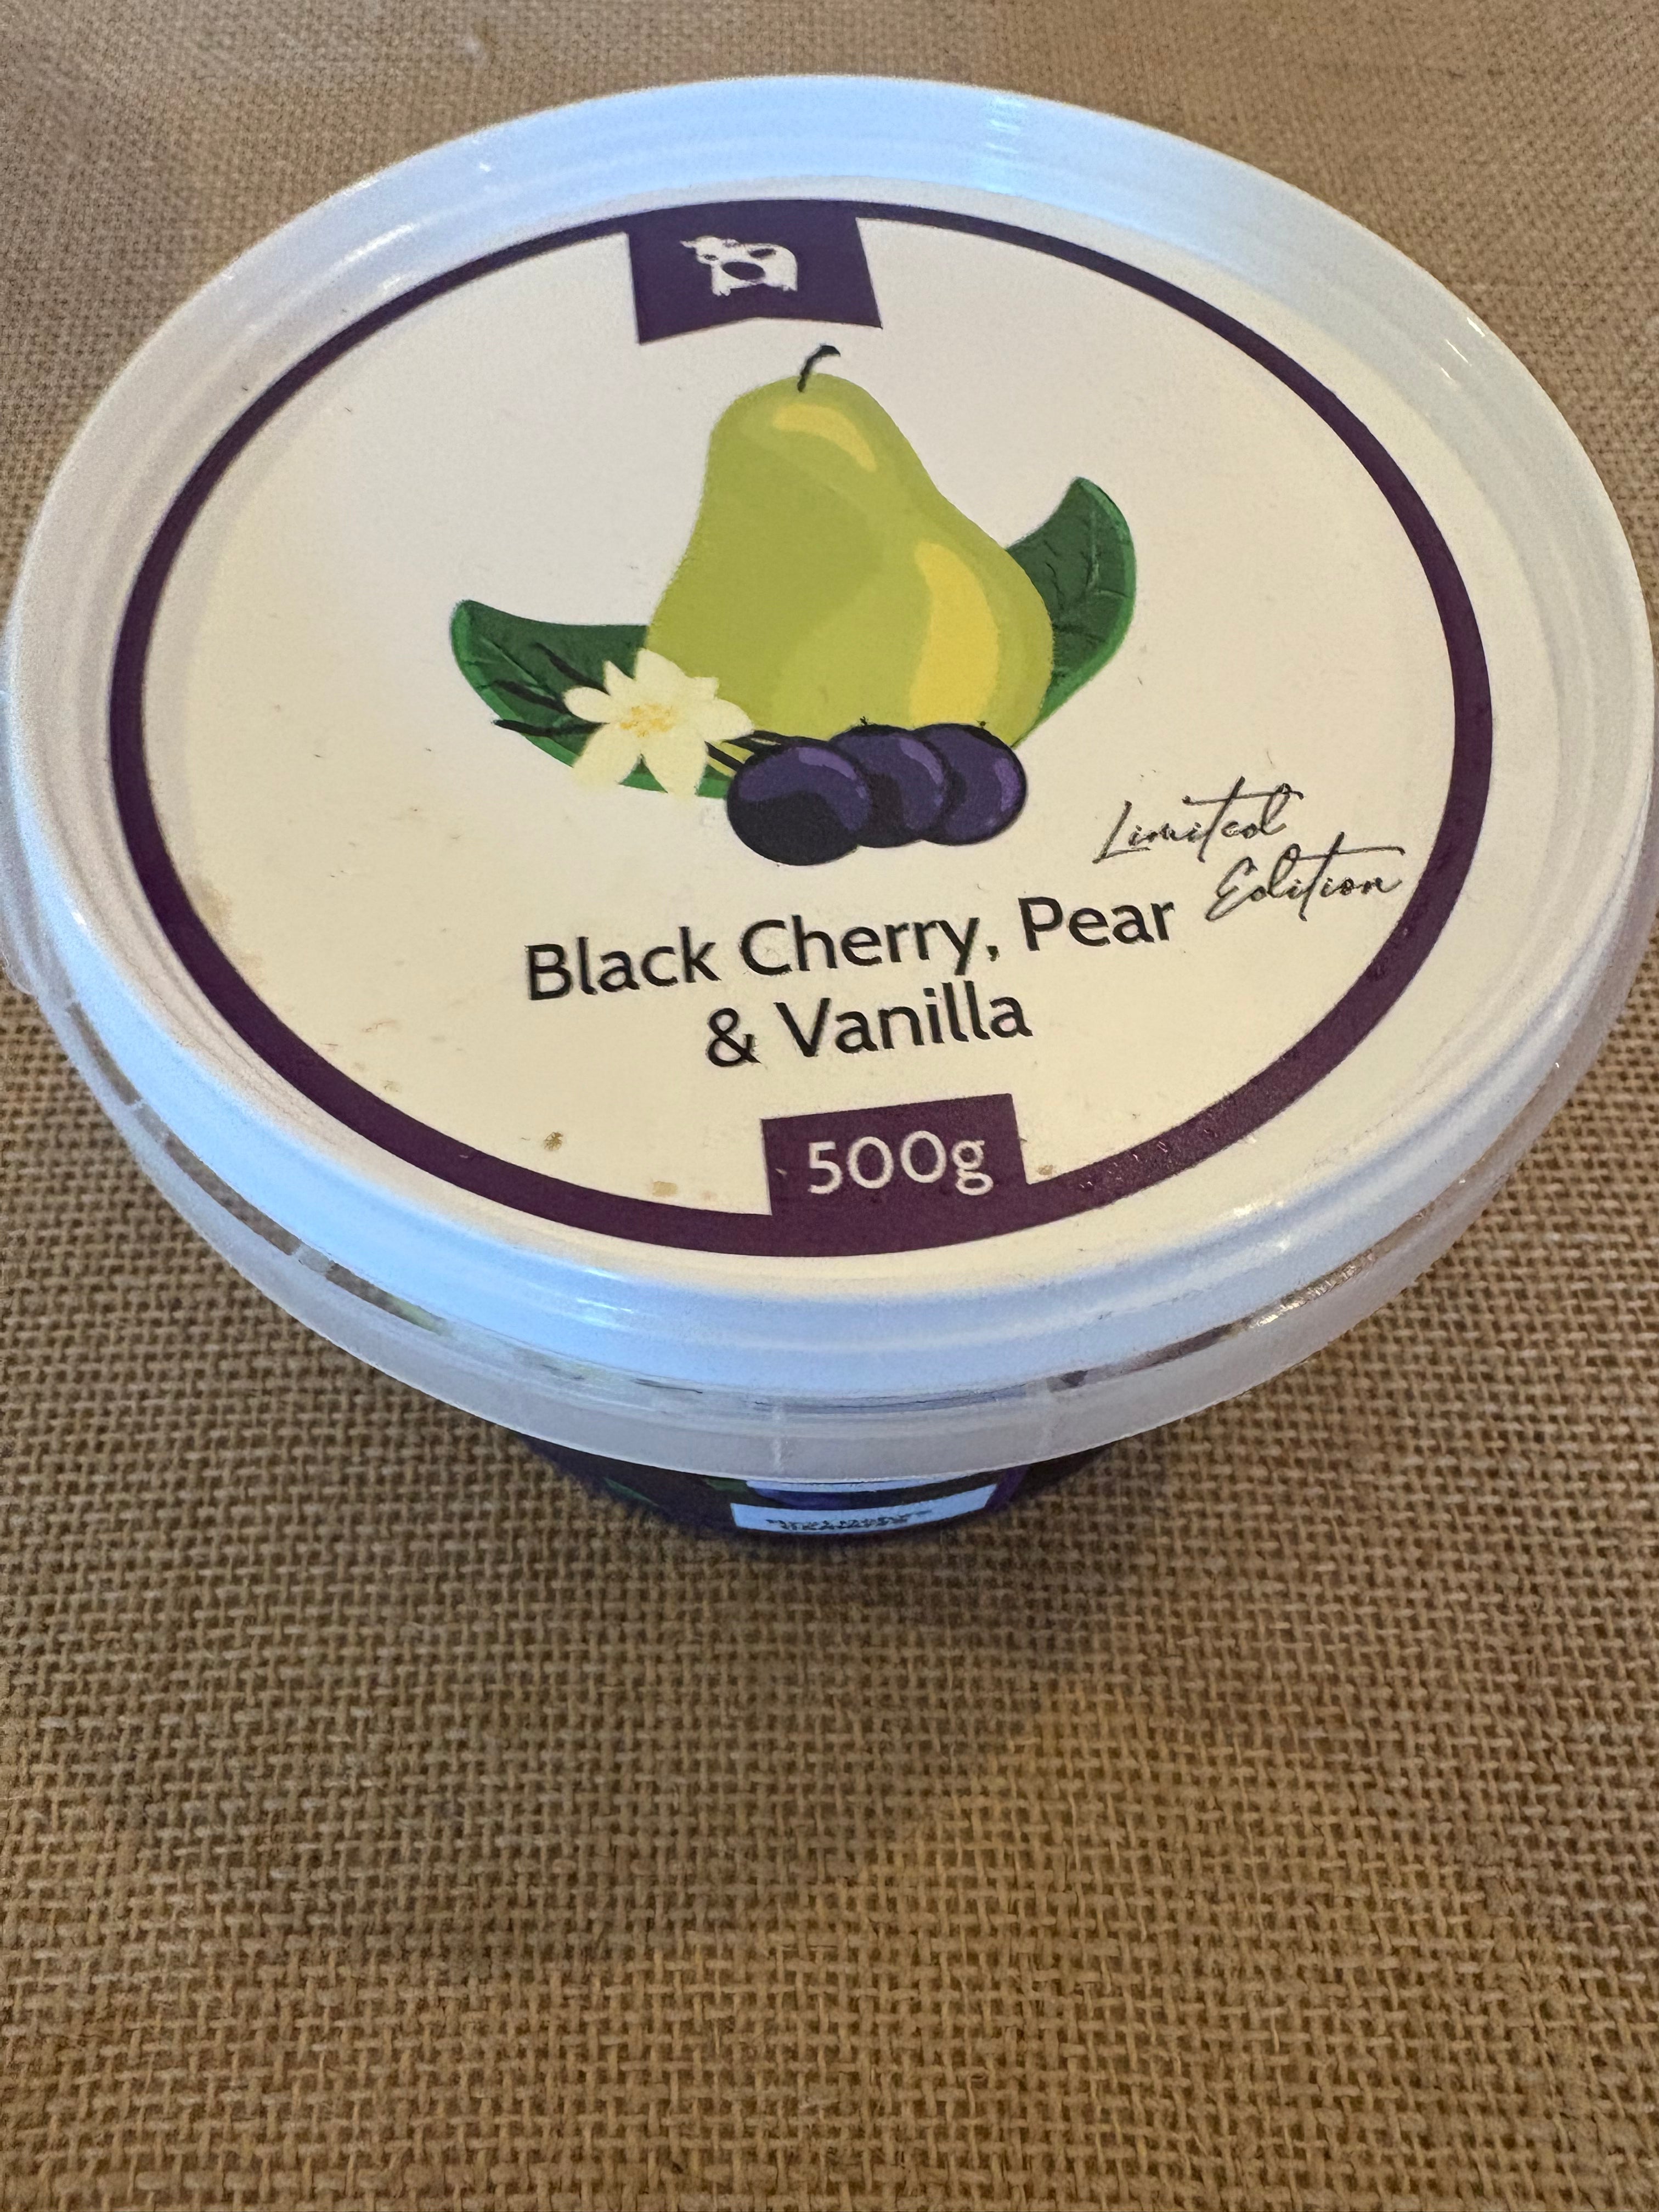 Limited
Edition
Black Cherry, Pear
& Vanilla
500g